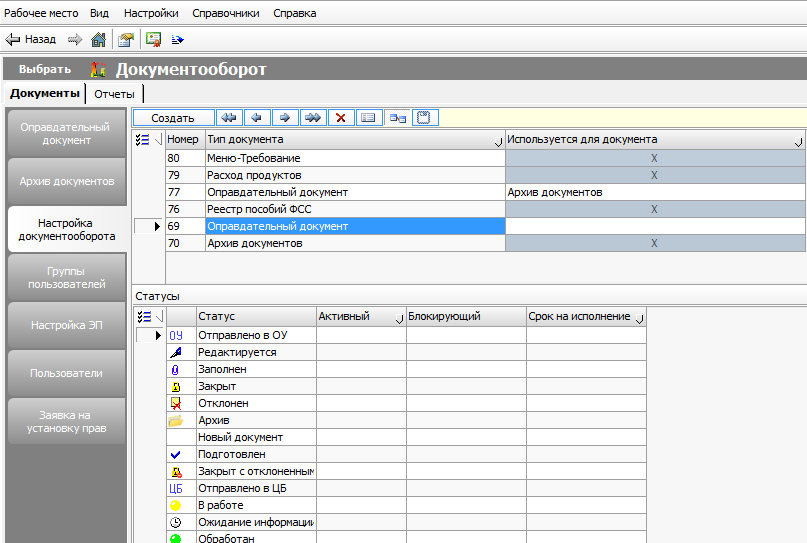 Рабочее место Вид Настройки Справочники Справка
Назад
Выбрать Документооборот
Документы Отчеты
Оправдательный
документ
Архив документов
Настройка
документооборота
Группы
пользователей
Настройка ЭП
Пользователи
Заявка на
установку прав
Создать
Номер Тип документа Используется для документа
80 Меню-Требование X
79 Расход продуктов X
77 Оправдательный документ Архив документов
76 Реестр пособий ФСС X
69 Оправдательный документ
70 Архив документов X
Статусы
Статус Активный Блокирующий Срок на исполнение
ОУ Отправлено в ОУ
Редактируется
Заполнен
Закрыт
Отклонен
Архив
Новый документ
Подготовлен
Закрыт с отклоненным
ЦБ Отправлено в ЦБ
В работе
Ожидание информации
Обработан